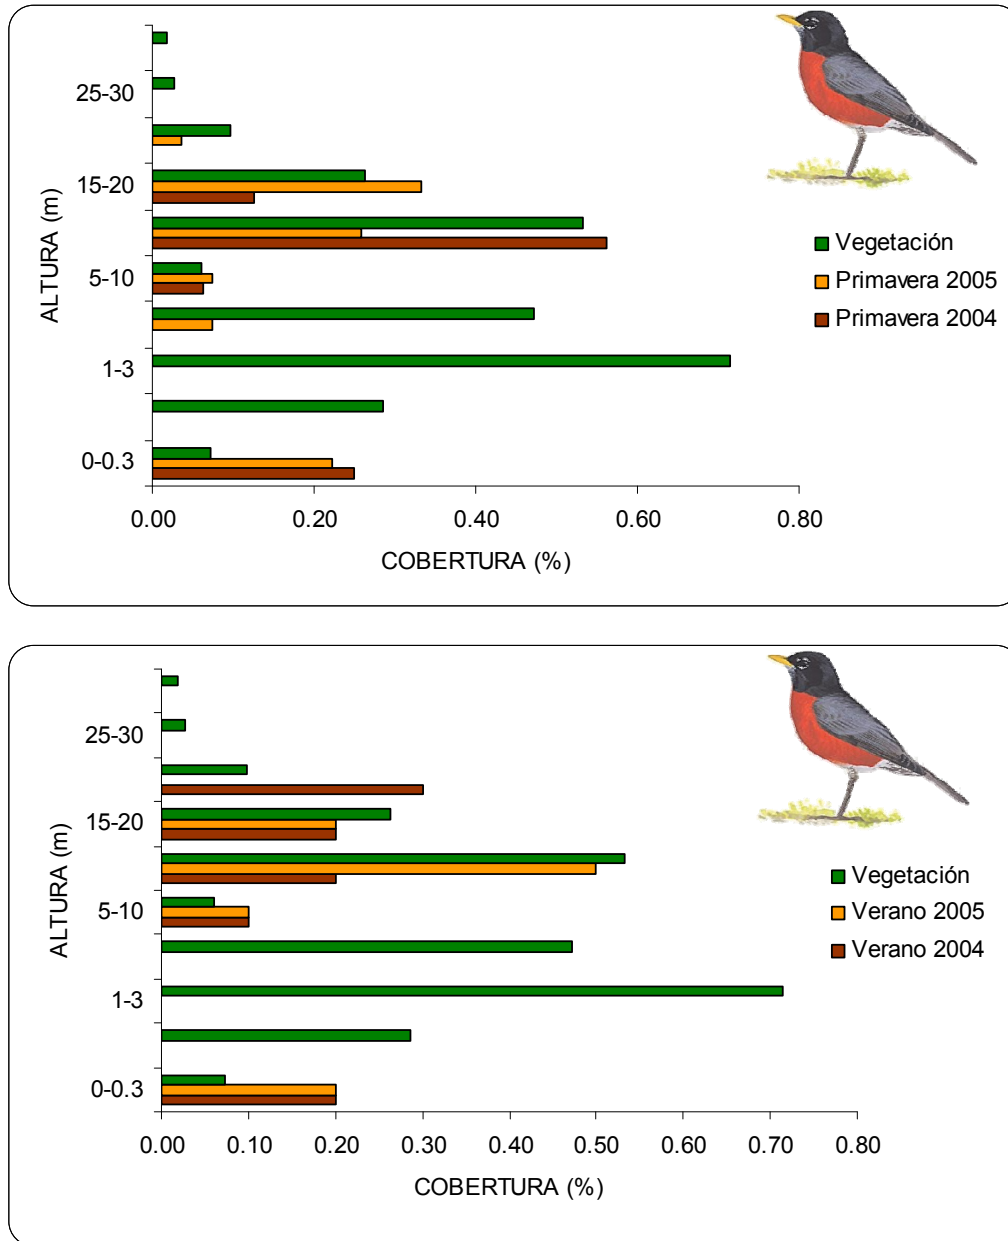 25-30
15-20
5-10
1-3
0-0.3
ALTURA (m)
0.00 0.20 0.40 0.60 0.80
COBERTURA (%)
Vegetación
Primavera 2005
Primavera 2004
25-30
15-20
5-10
1-3
0-0.3
ALTURA (m)
0.00 0.10 0.20 0.30 0.40 0.50 0.60 0.70 0.80
COBERTURA (%)
Vegetación
Verano 2005
Verano 2004